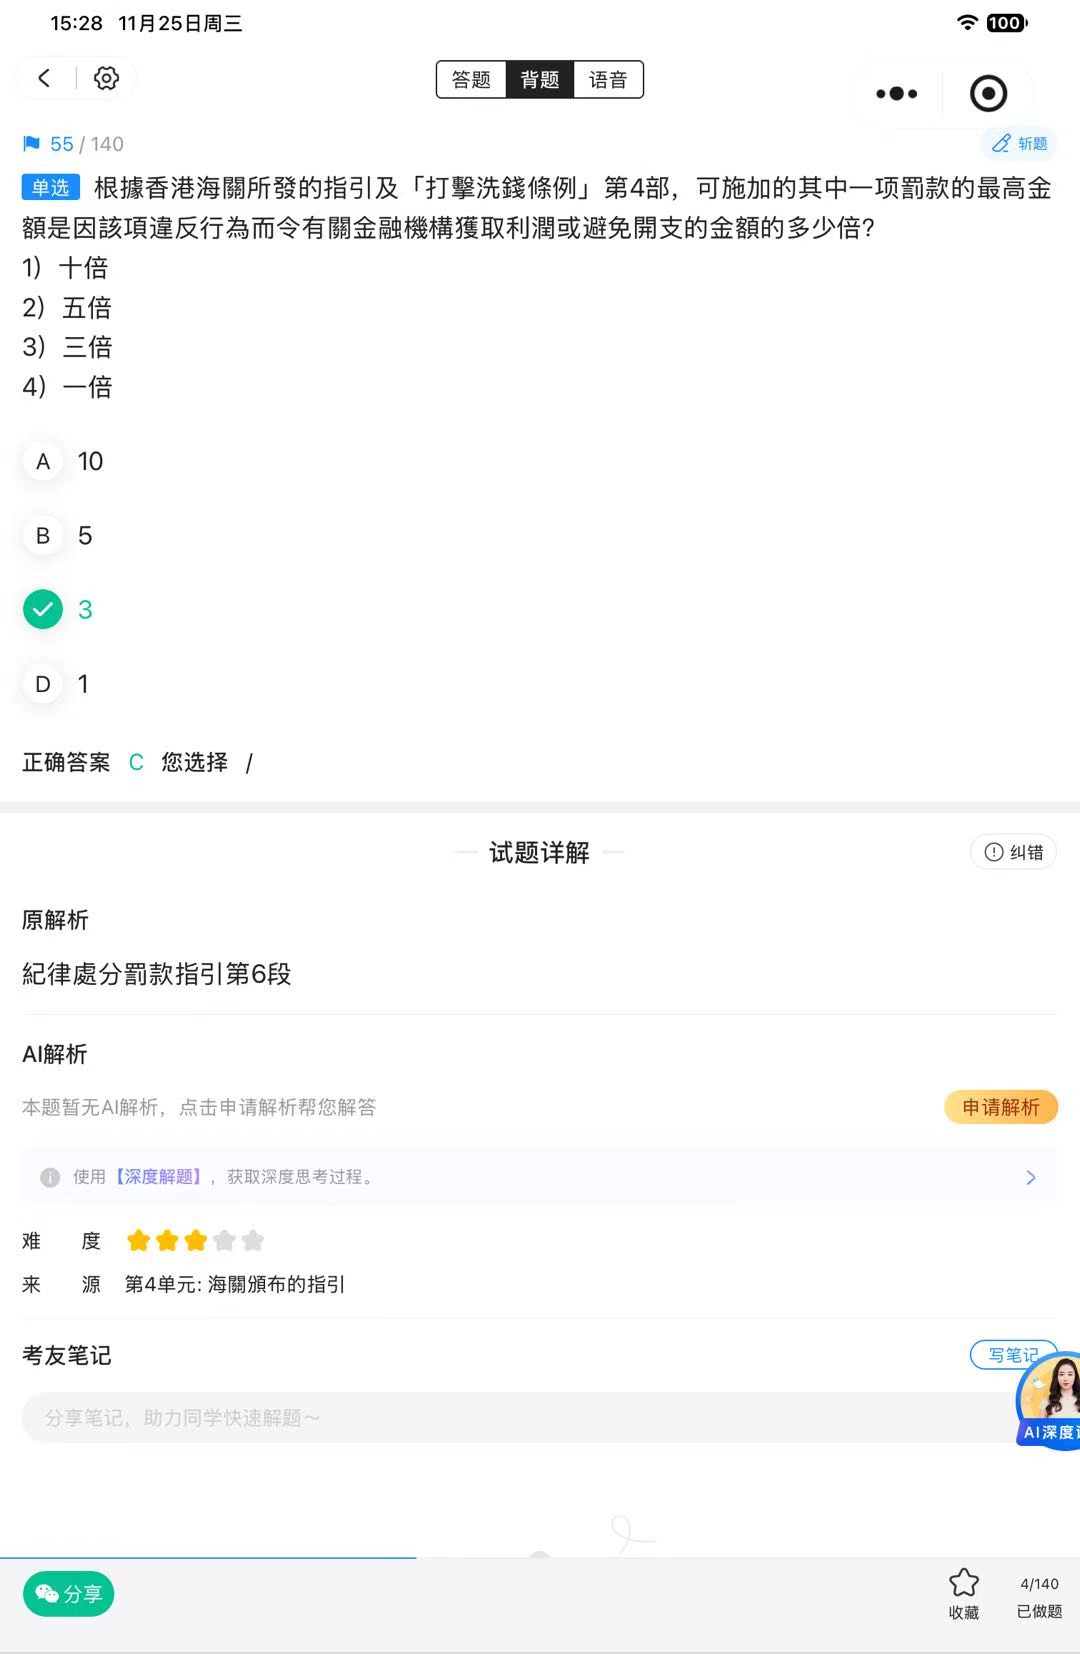 15:28 11月25日周三
100
答题 背题 语音
55 / 140
斩题
单选 根據香港海關所發的指引及「打擊洗錢條例」第4部，可施加的其中一项罰款的最高金
額是因該項違反行為而令有關金融機構獲取利潤或避免開支的金額的多少倍?
1）十倍
2）五倍
3）三倍
4）一倍
A 10
B 5
3
D 1
正确答案 C 您选择 /
试题详解
纠错
原解析
紀律處分罰款指引第6段
AI解析
本题暂无AI解析，点击申请解析帮您解答
申请解析
使用【深度解题】，获取深度思考过程。
难 度
来 源 第4单元: 海關頒布的指引
考友笔记
写笔记
分享笔记，助力同学快速解题～
AI深度
分享
收藏
4/140
已做题